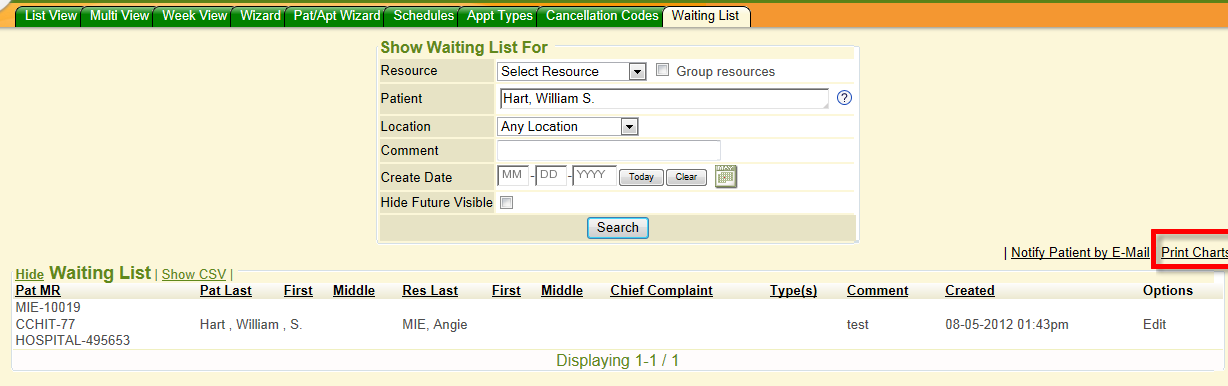 List View Multi View Week View Wizard Pat/Apt Wizard Schedules Appt Types Cancellation Codes Waiting List
Show Waiting List For
Resource Select Resource Group resources
Patient Hart, William S. ?
Location Any Location
Comment
Create Date MM - DD - YYYY Today Clear MAY
Hide Future Visible
Search
| Notify Patient by E-Mail Print Charts
Hide Waiting List | Show CSV |
Pat MR Pat Last First Middle Res Last First Middle Chief Complaint Type(s) Comment Created Options
MIE-10019
CCHIT-77 Hart , William , S. MIE, Angie test 08-05-2012 01:43pm Edit
HOSPITAL-495653
Displaying 1-1 / 1